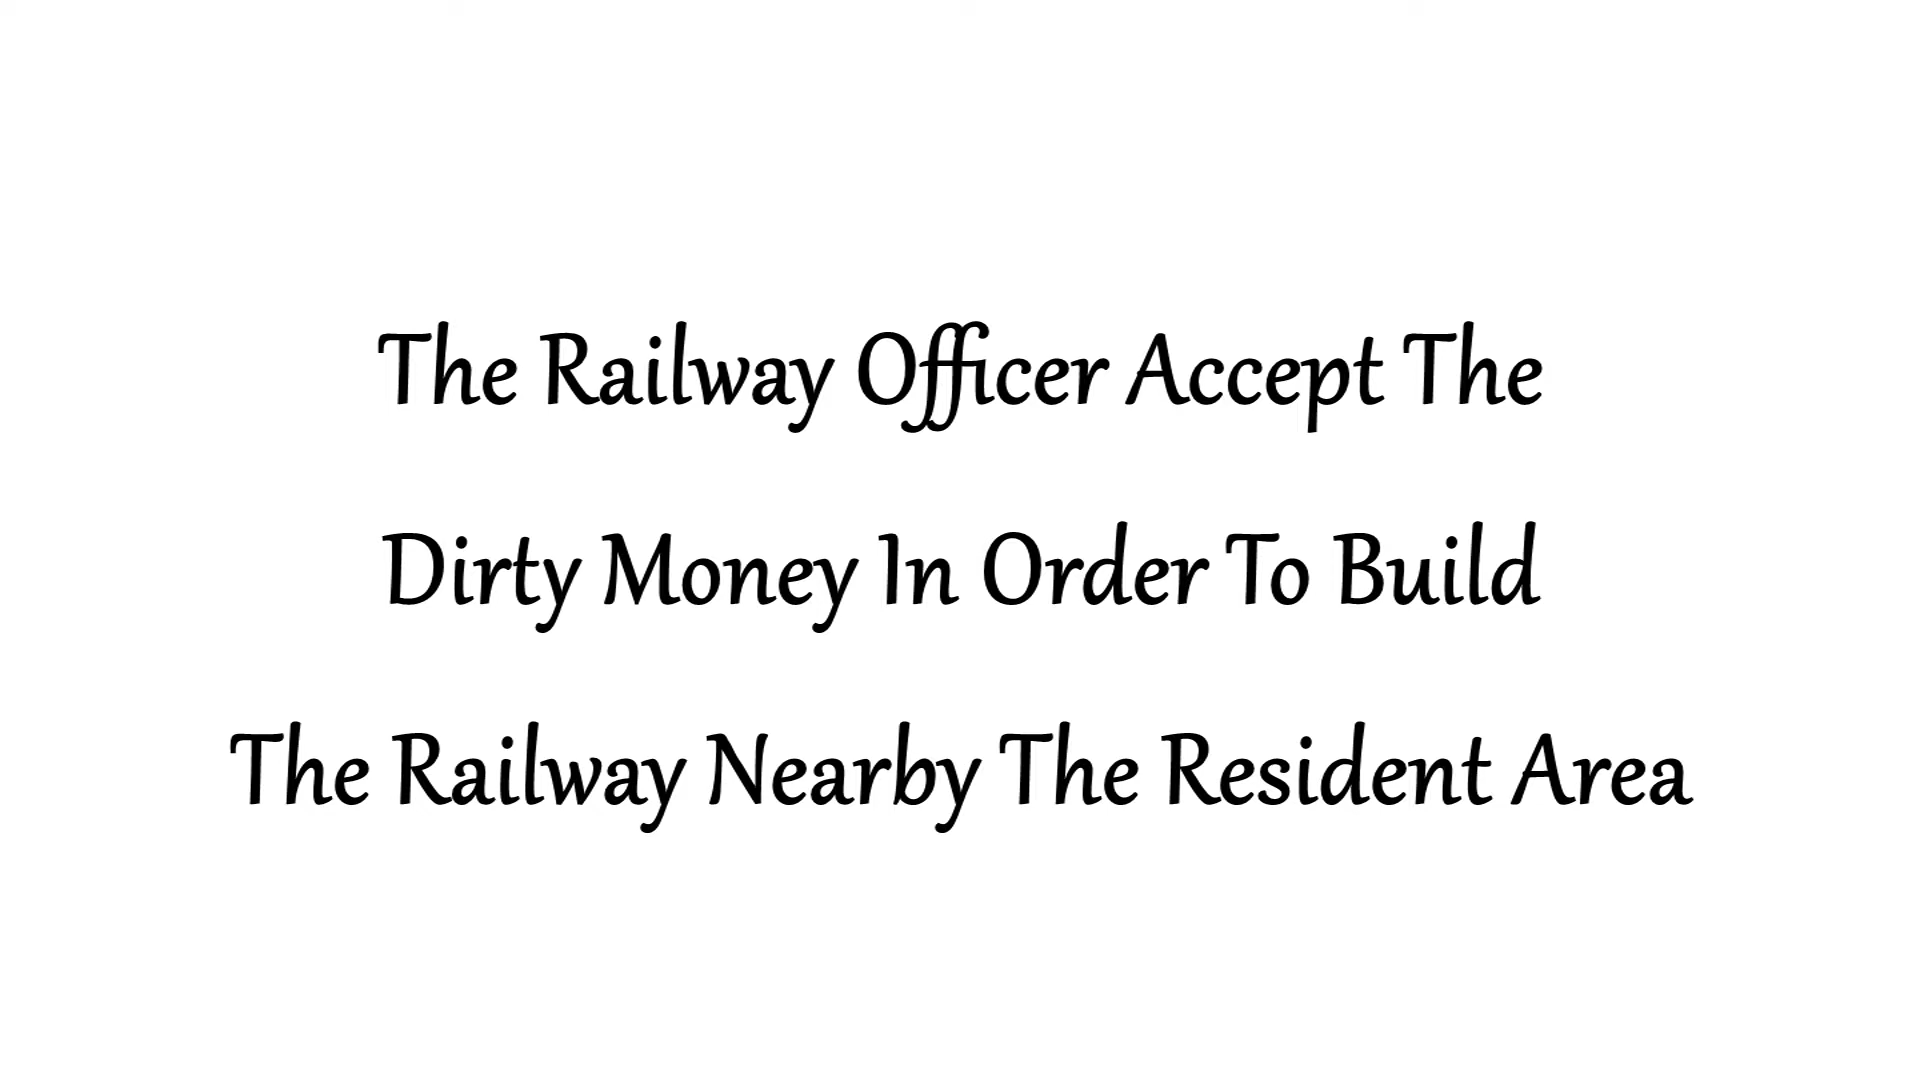 The Railway Officer Accept The
Dirty Money In Order To Build
The Railway Nearby The Resident Area